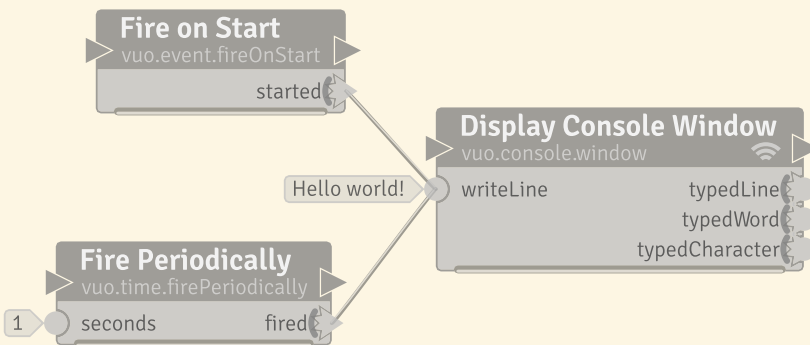 Fire on Start
vuo.event.fireOnStart
started
Display Console Window
vuo.console.window
Hello world!
writeLine
typedLine
typedWord
typedCharacter
Fire Periodically
vuo.time.firePeriodically
1
seconds
fired